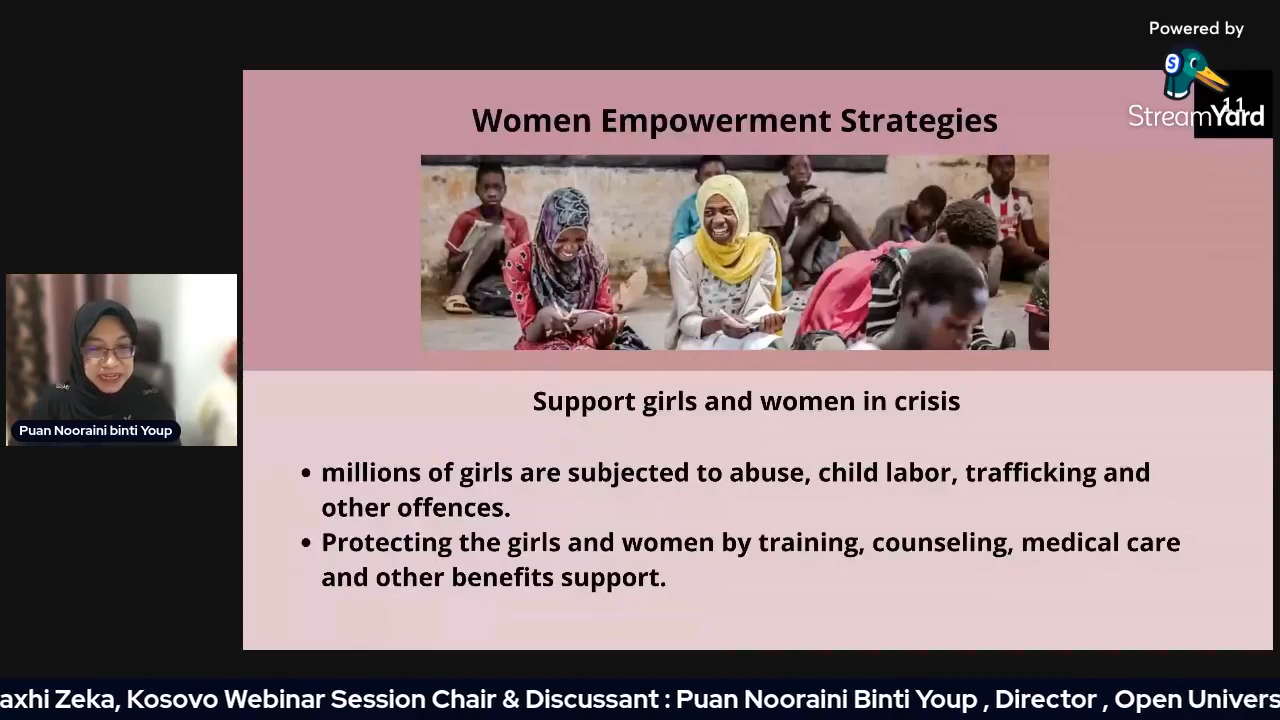 Powered by
StreamYard
11
Women Empowerment Strategies
Support girls and women in crisis
• millions of girls are subjected to abuse, child labor, trafficking and
other offences.
• Protecting the girls and women by training, counseling, medical care
and other benefits support.
Puan Nooraini binti Youp
axhi Zeka, Kosovo Webinar Session Chair & Discussant : Puan Nooraini Binti Youp , Director , Open Univers